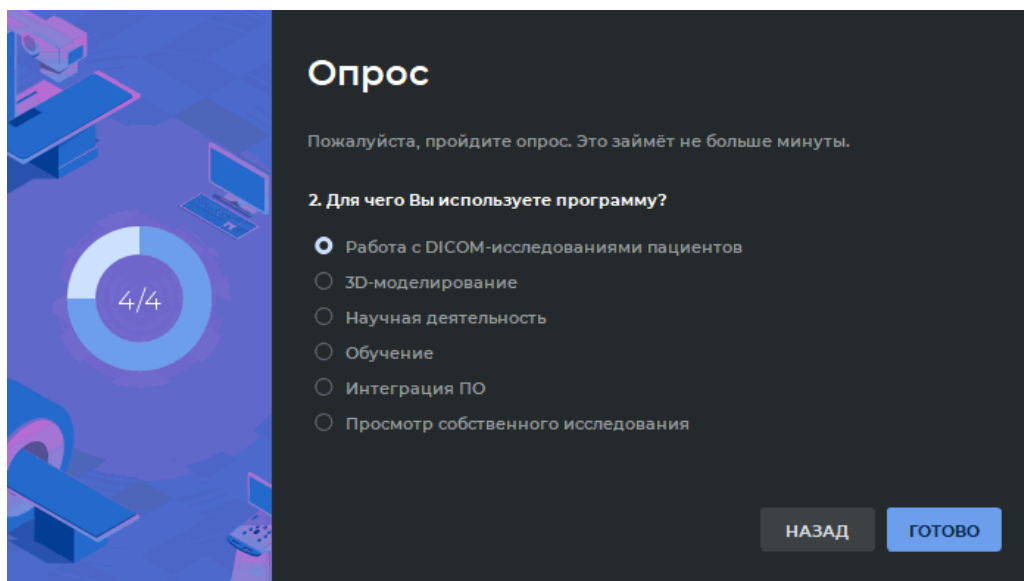 Опрос
Пожалуйста, пройдите опрос. Это займёт не больше минуты.
2. Для чего Вы используете программу?
Работа с DICOM-исследованиями пациентов
3D-моделирование
4/4
Научная деятельность
Обучение
Интеграция ПО
Просмотр собственного исследования
НАЗАД
ГОТОВО